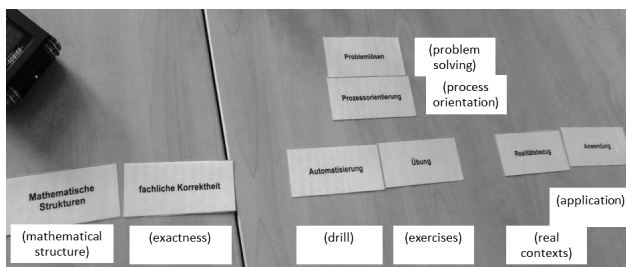 Problemlösen
(problem
solving)
Prozessorientierung
(process
orientation)
Mathematische
Strukturen
fachliche Korrektheit
Automatisierung
Übung
Realitätsbezug
Anwendung
(mathematical
structure)
(exactness)
(drill)
(exercises)
(real
contexts)
(application)